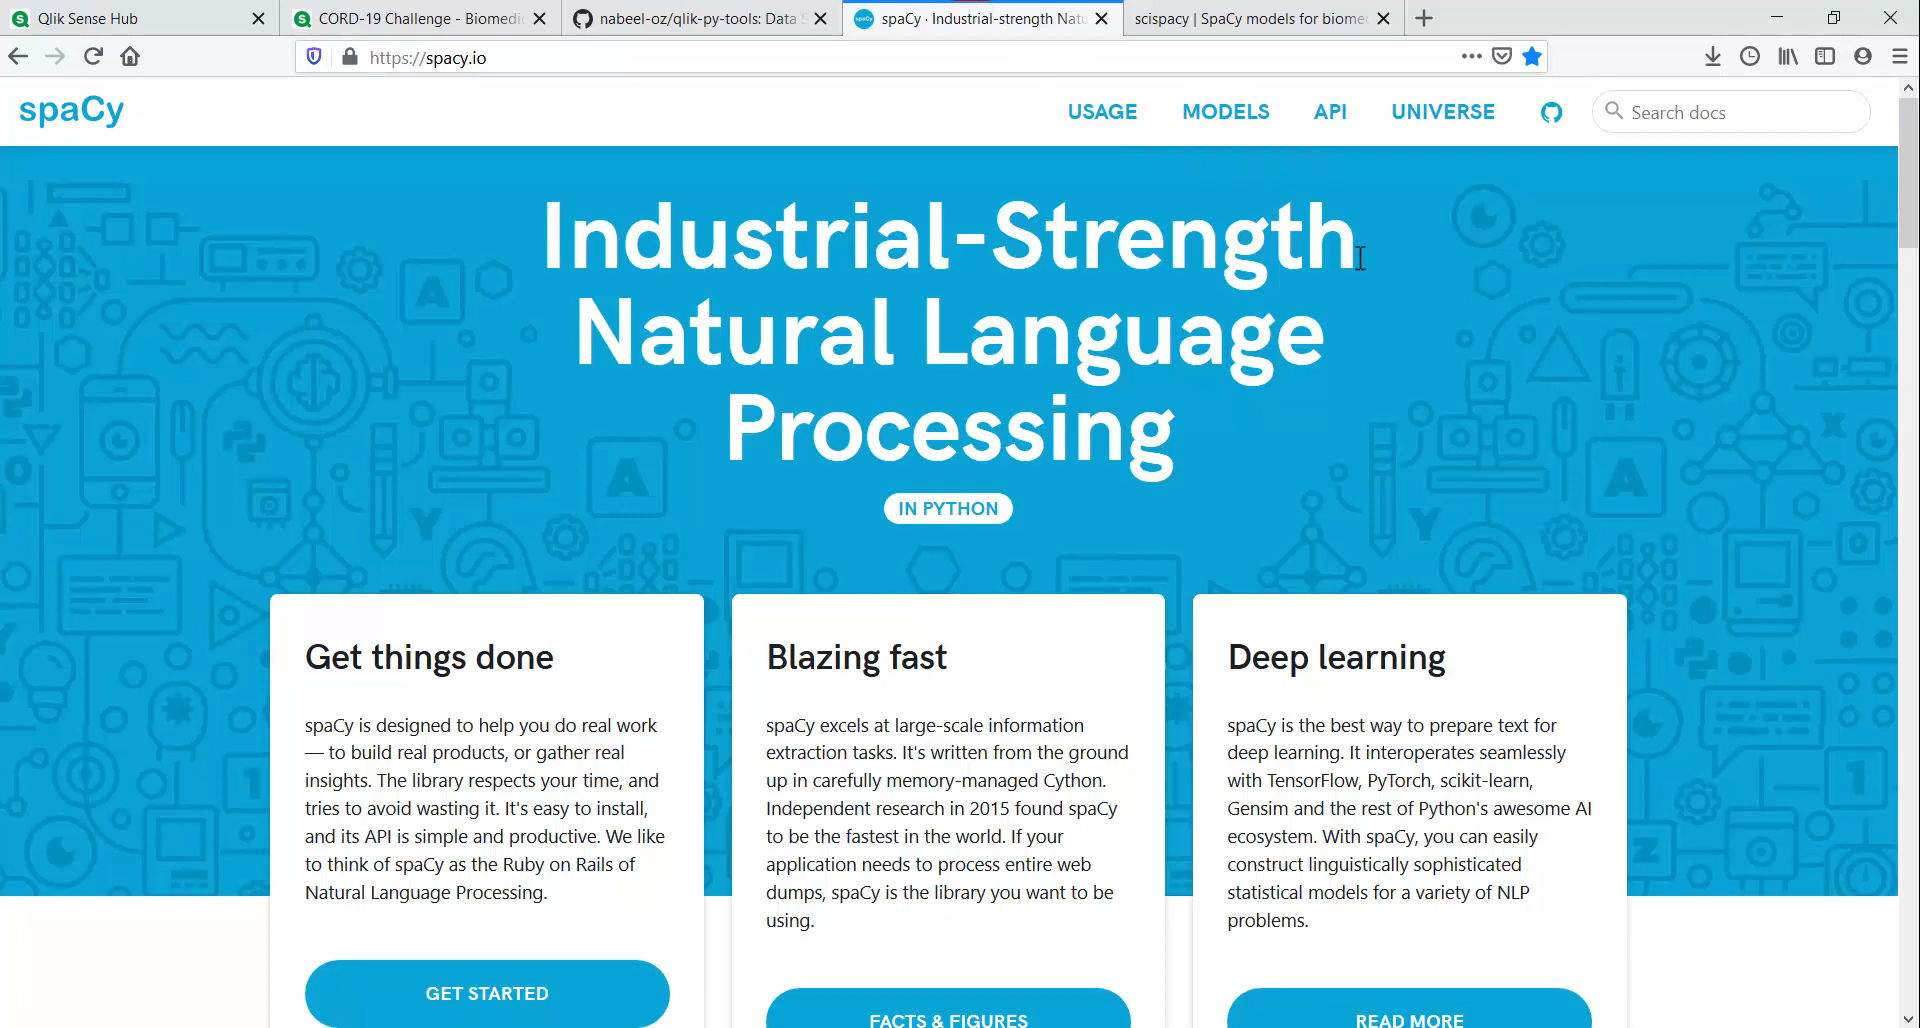 Qlik Sense Hub
CORD-19 Challenge - Biomedic
nabeel-oz/qlik-py-tools: Data S
spaCy · Industrial-strength Natu
scispacy | SpaCy models for biome
https://spacy.io
spaCy
USAGE
MODELS
API
UNIVERSE
Search docs
Industrial-Strength
Natural Language
Processing
IN PYTHON
Get things done
spaCy is designed to help you do real work
— to build real products, or gather real
insights. The library respects your time, and
tries to avoid wasting it. It's easy to install,
and its API is simple and productive. We like
to think of spaCy as the Ruby on Rails of
Natural Language Processing.
GET STARTED
Blazing fast
spaCy excels at large-scale information
extraction tasks. It's written from the ground
up in carefully memory-managed Cython.
Independent research in 2015 found spaCy
to be the fastest in the world. If your
application needs to process entire web
dumps, spaCy is the library you want to be
using.
FACTS & FIGURES
Deep learning
spaCy is the best way to prepare text for
deep learning. It interoperates seamlessly
with TensorFlow, PyTorch, scikit-learn,
Gensim and the rest of Python's awesome AI
ecosystem. With spaCy, you can easily
construct linguistically sophisticated
statistical models for a variety of NLP
problems.
READ MORE